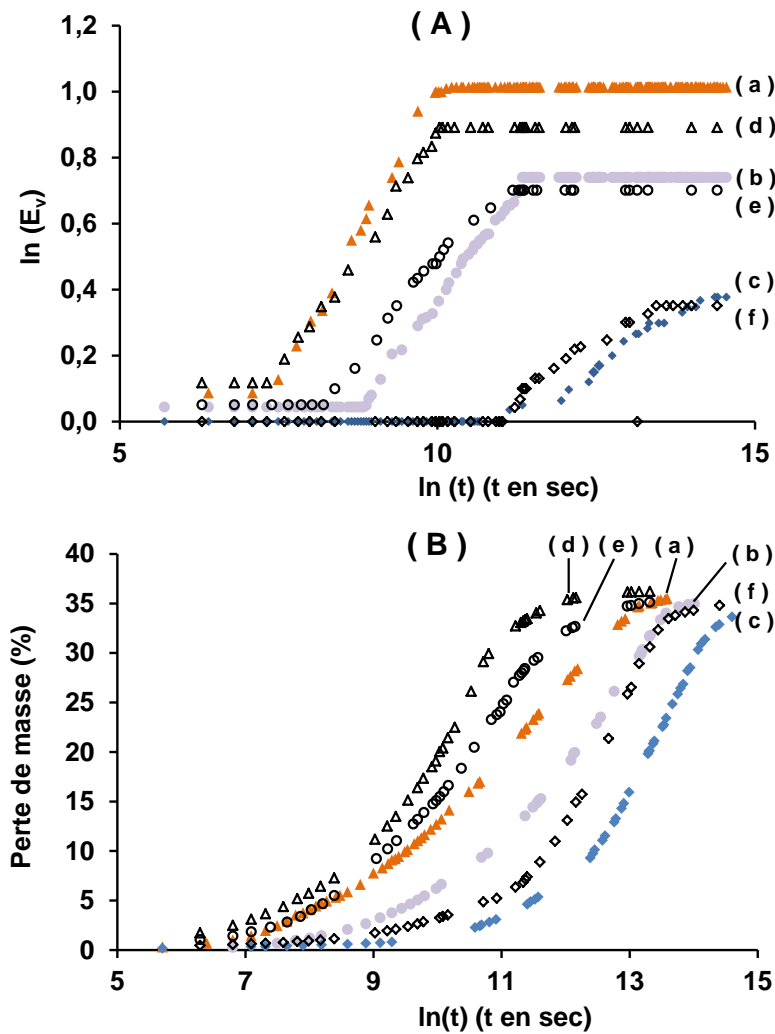 ( A )
1,2
1,0
0,8
0,6
0,4
0,2
0,0
ln (Ev)
( a )
( d )
( b )
( e )
( c )
( f )
5
10
15
ln (t) (t en sec)
( B )
40
35
30
25
20
15
10
5
0
Perte de masse (%)
( d )
( e )
( a )
( b )
( f )
( c )
5
7
9
11
13
15
ln(t) (t en sec)